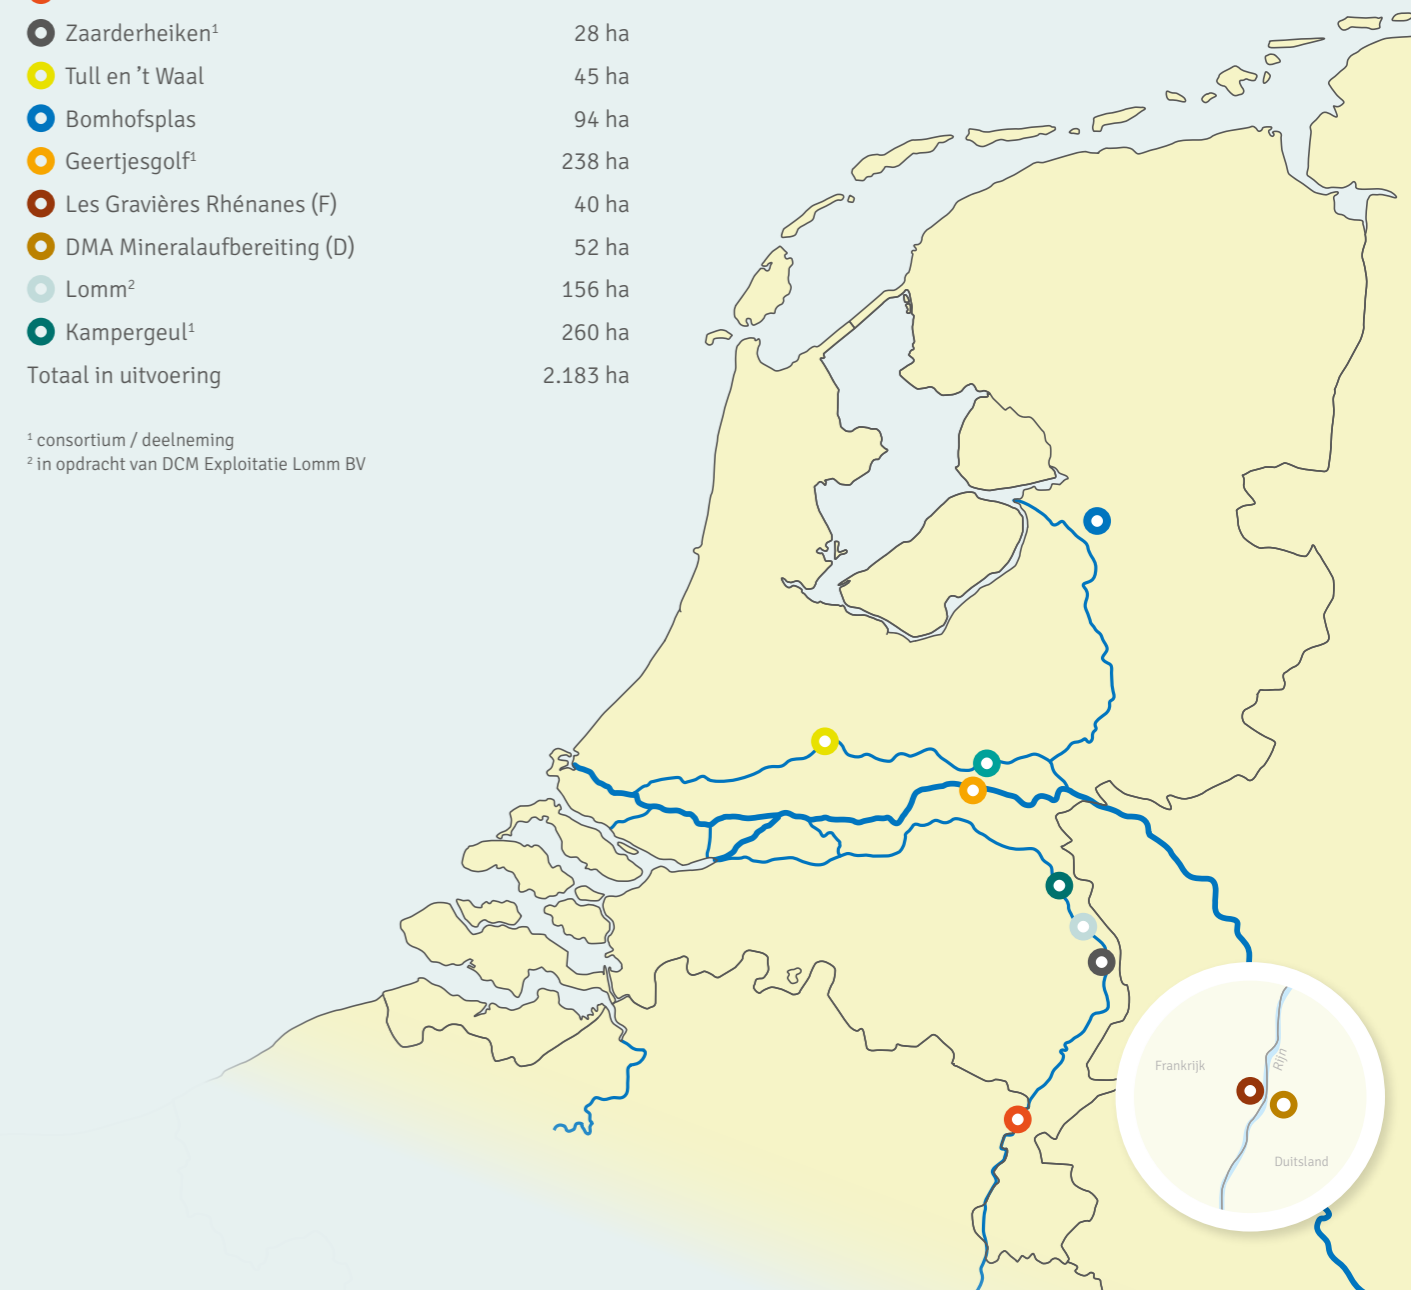 Zaarderheiken¹ 28 ha
Tull en ’t Waal 45 ha
Bomhofsplas 94 ha
Geertjesgolf¹ 238 ha
Les Gravières Rhénanes (F) 40 ha
DMA Mineralaufbereiting (D) 52 ha
Lomm² 156 ha
Kampergeul¹ 260 ha
Totaal in uitvoering 2.183 ha
¹ consortium / deelneming
² in opdracht van DCM Exploitatie Lomm BV
Frankrijk
Rijn
Duitsland